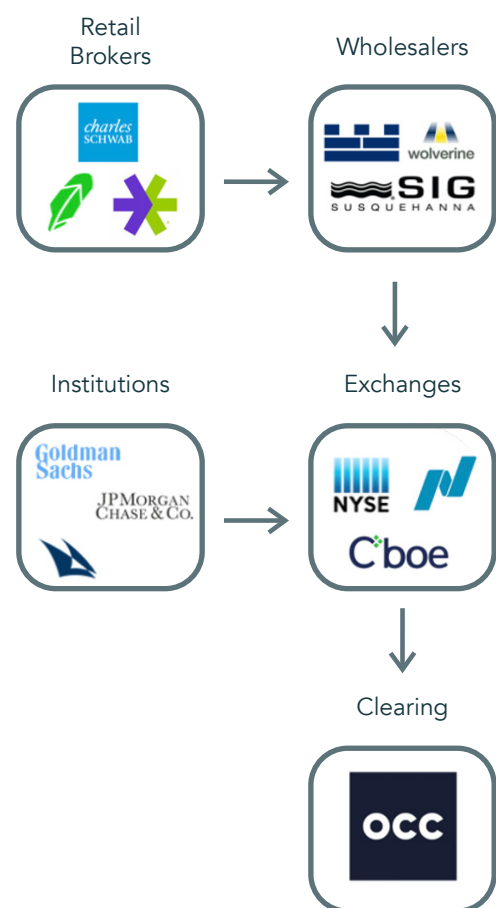 Retail
Brokers
Wholesalers
charles
SCHWAB
wolverine
SIG
SUSQUEHANNA
Institutions
Exchanges
Goldman
Sachs
JPMORGAN
CHASE & CO.
NYSE
Cboe
Clearing
OCC